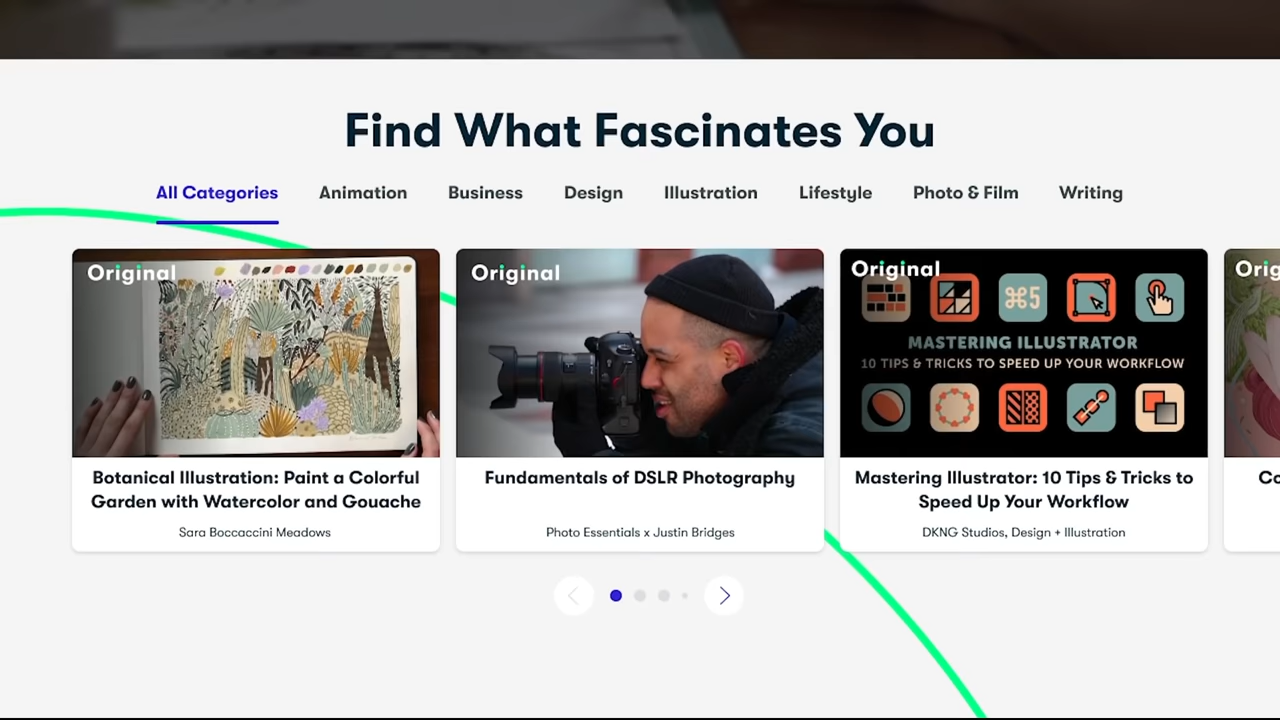 Find What Fascinates You
All Categories Animation Business Design Illustration Lifestyle Photo & Film Writing
Original
Botanical Illustration: Paint a Colorful
Garden with Watercolor and Gouache
Sara Boccaccini Meadows
Original
Fundamentals of DSLR Photography
Photo Essentials x Justin Bridges
Original
⌘5
MASTERING ILLUSTRATOR
10 TIPS & TRICKS TO SPEED UP YOUR WORKFLOW
Mastering Illustrator: 10 Tips & Tricks to
Speed Up Your Workflow
DKNG Studios, Design + Illustration